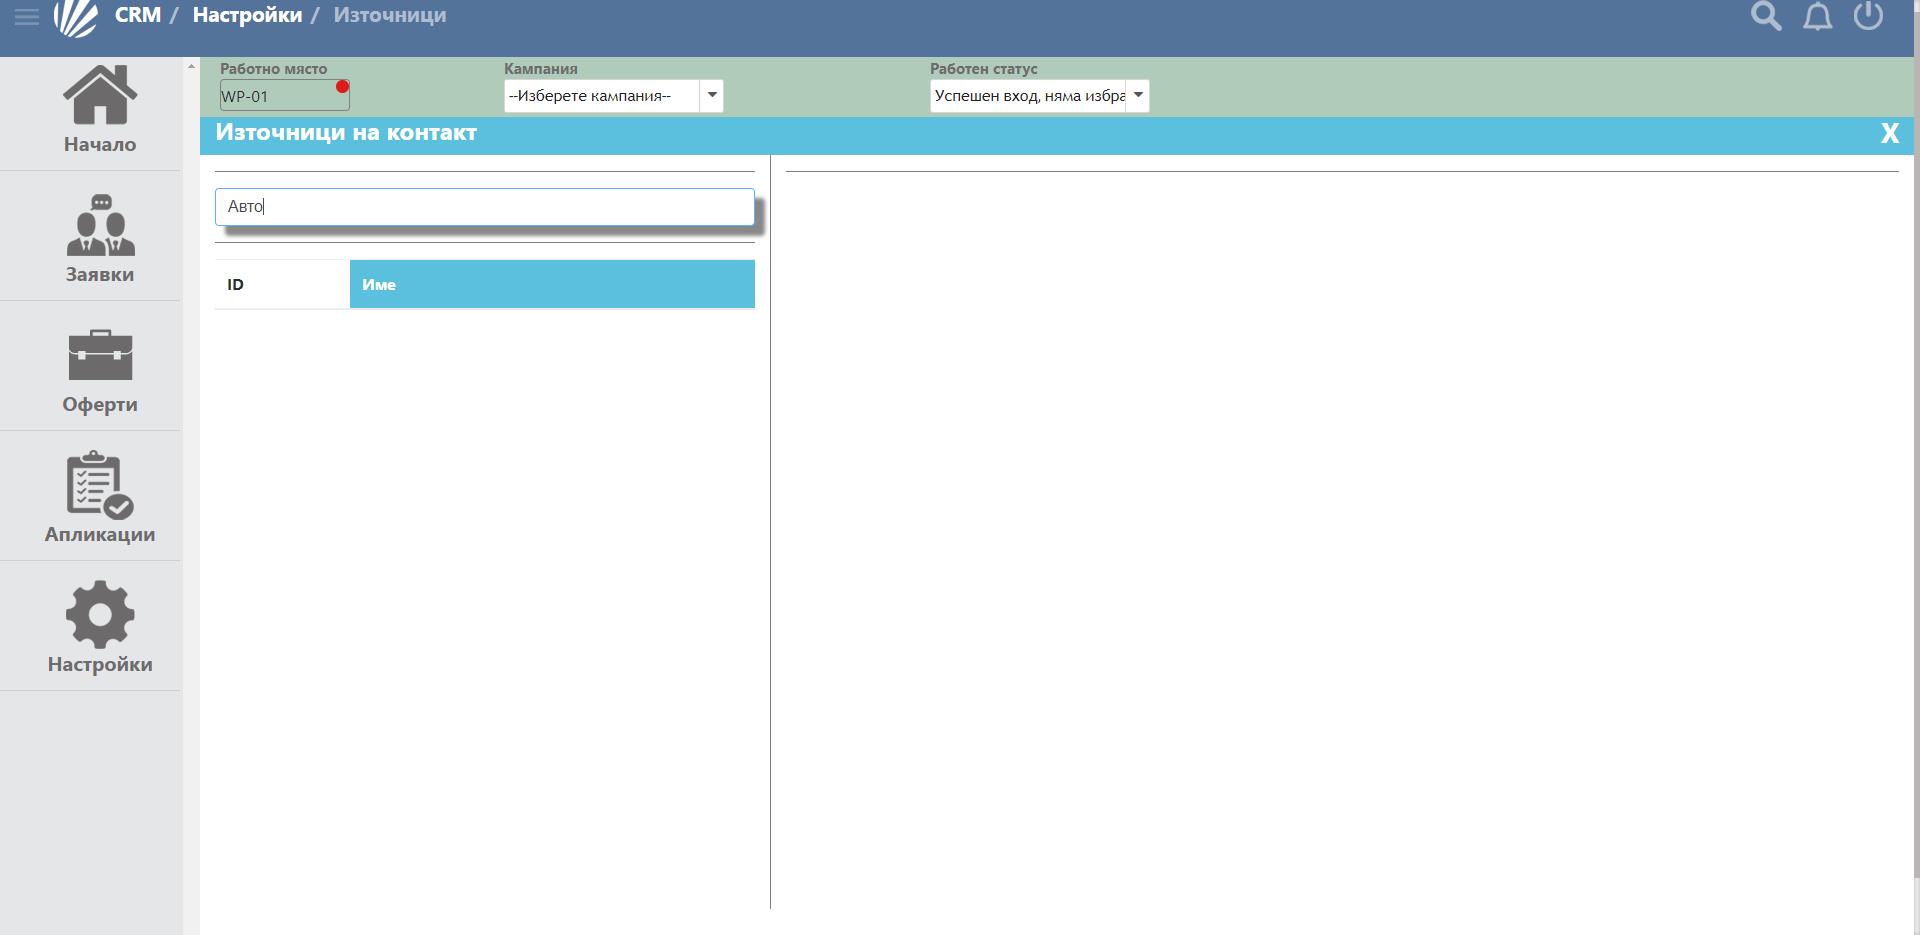 CRM / Настройки / Източници
Начало
Заявки
Оферти
Апликации
Настройки
Работно място
WP-01
Кампания
--Изберете кампания--
Работен статус
Успешен вход, няма избра
Източници на контакт
X
Авто
ID
Име